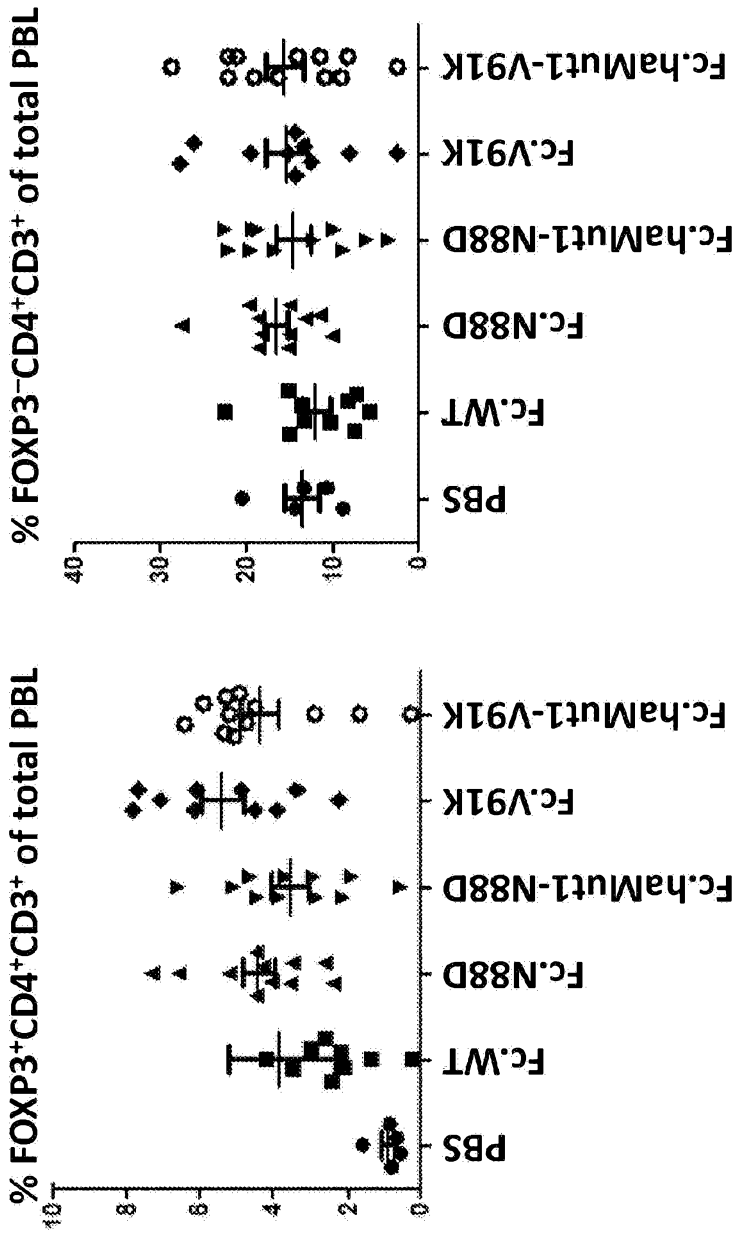 % FOXP3⁺CD4⁺CD3⁺ of total PBL
10
8
6
4
2
0
PBS
Fc.WT
Fc.N88D
Fc.haMut1-N88D
Fc.V91K
Fc.haMut1-V91K
% FOXP3⁻CD4⁺CD3⁺ of total PBL
40
30
20
10
0
PBS
Fc.WT
Fc.N88D
Fc.haMut1-N88D
Fc.V91K
Fc.haMut1-V91K